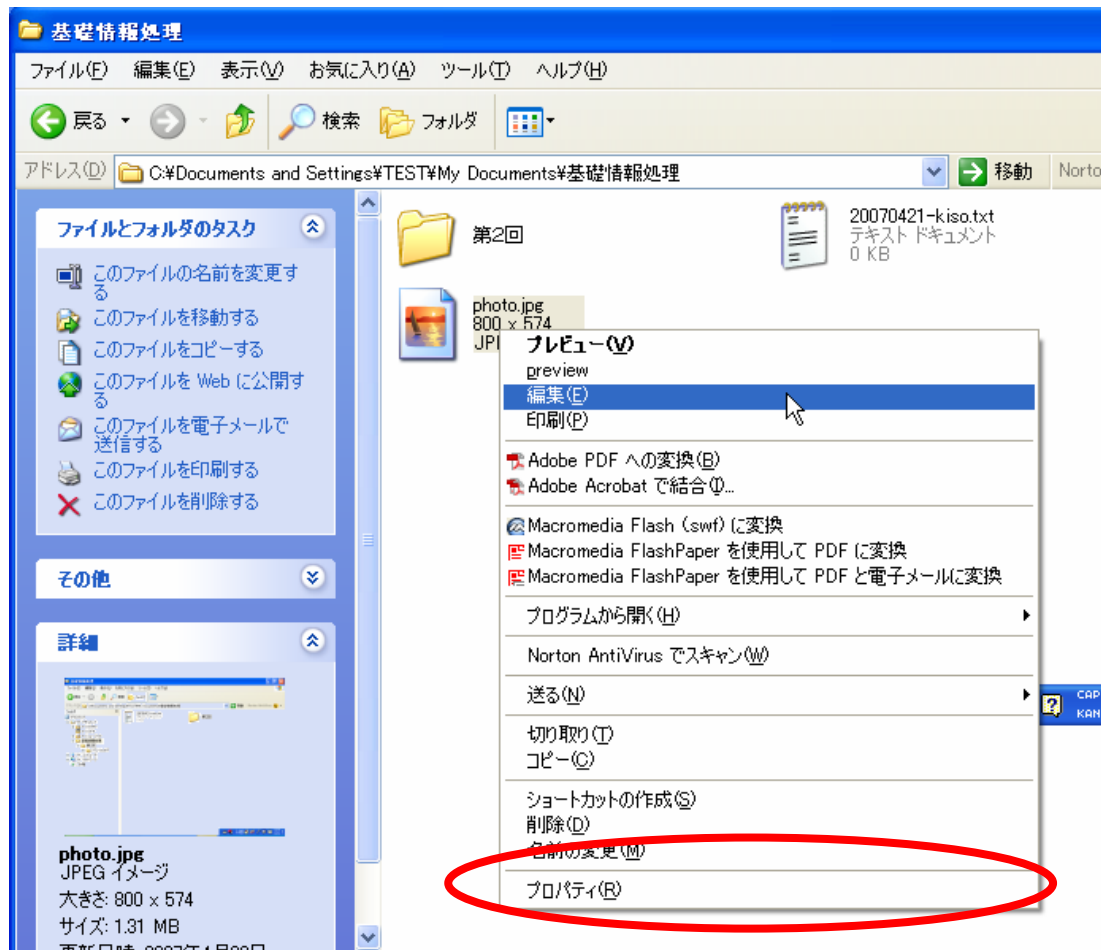 基礎情報処理
ファイル(F) 編集(E) 表示(V) お気に入り(A) ツール(T) ヘルプ(H)
戻る 検索 フォルダ
アドレス(D) C:¥Documents and Settings¥TEST¥My Documents¥基礎情報処理 移動
ファイルとフォルダのタスク
このファイルの名前を変更す
る
このファイルを移動する
このファイルをコピーする
このファイルを Web に公開す
る
このファイルを電子メールで
送信する
このファイルを印刷する
このファイルを削除する
その他
詳細
photo.jpg
JPEG イメージ
大きさ: 800 x 574
サイズ: 1.31 MB
第2回
20070421-kiso.txt
テキスト ドキュメント
0 KB
photo.jpg
800 x 574
プレビュー(V)
preview
編集(E)
印刷(P)
Adobe PDF への変換(B)
Adobe Acrobat で結合(I)...
Macromedia Flash (swf) に変換
Macromedia FlashPaper を使用して PDF に変換
Macromedia FlashPaper を使用して PDF と電子メールに変換
プログラムから開く(H)
Norton AntiVirus でスキャン(W)
送る(N)
切り取り(T)
コピー(C)
ショートカットの作成(S)
削除(D)
名前の変更(M)
プロパティ(R)